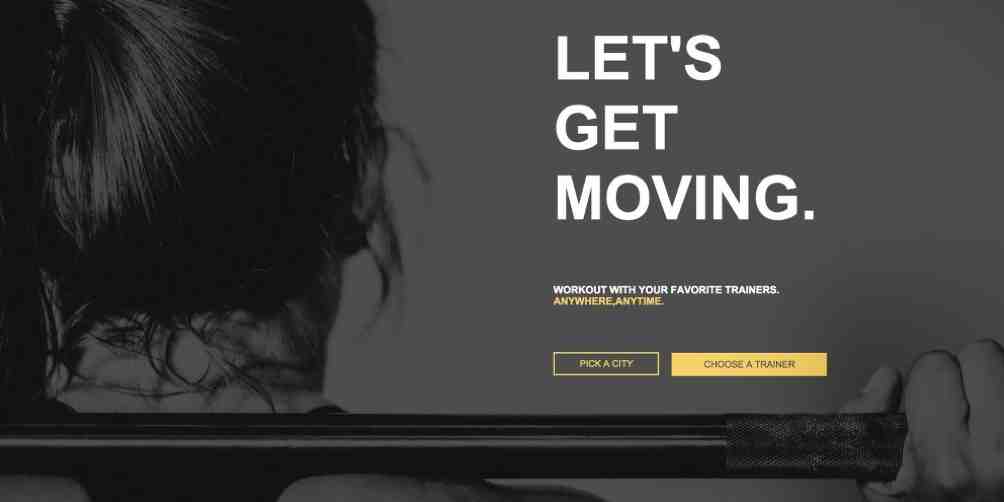 LET'S
GET
MOVING.
WORKOUT WITH YOUR FAVORITE TRAINERS.
ANYWHERE,ANYTIME.
PICK A CITY
CHOOSE A TRAINER